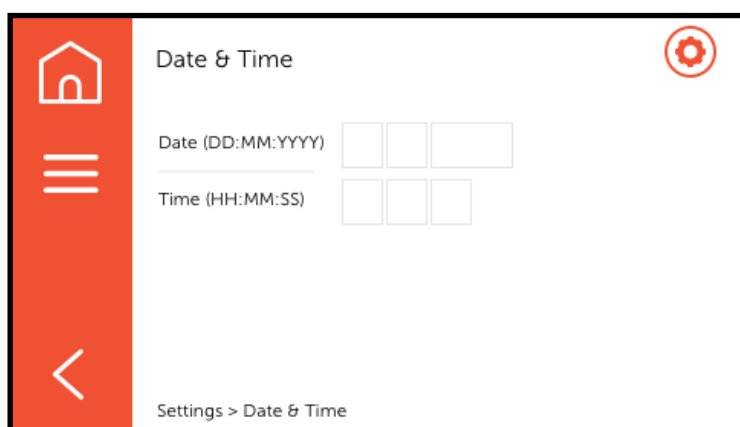 Date & Time
Date (DD:MM:YYYY)
Time (HH:MM:SS)
Settings > Date & Time